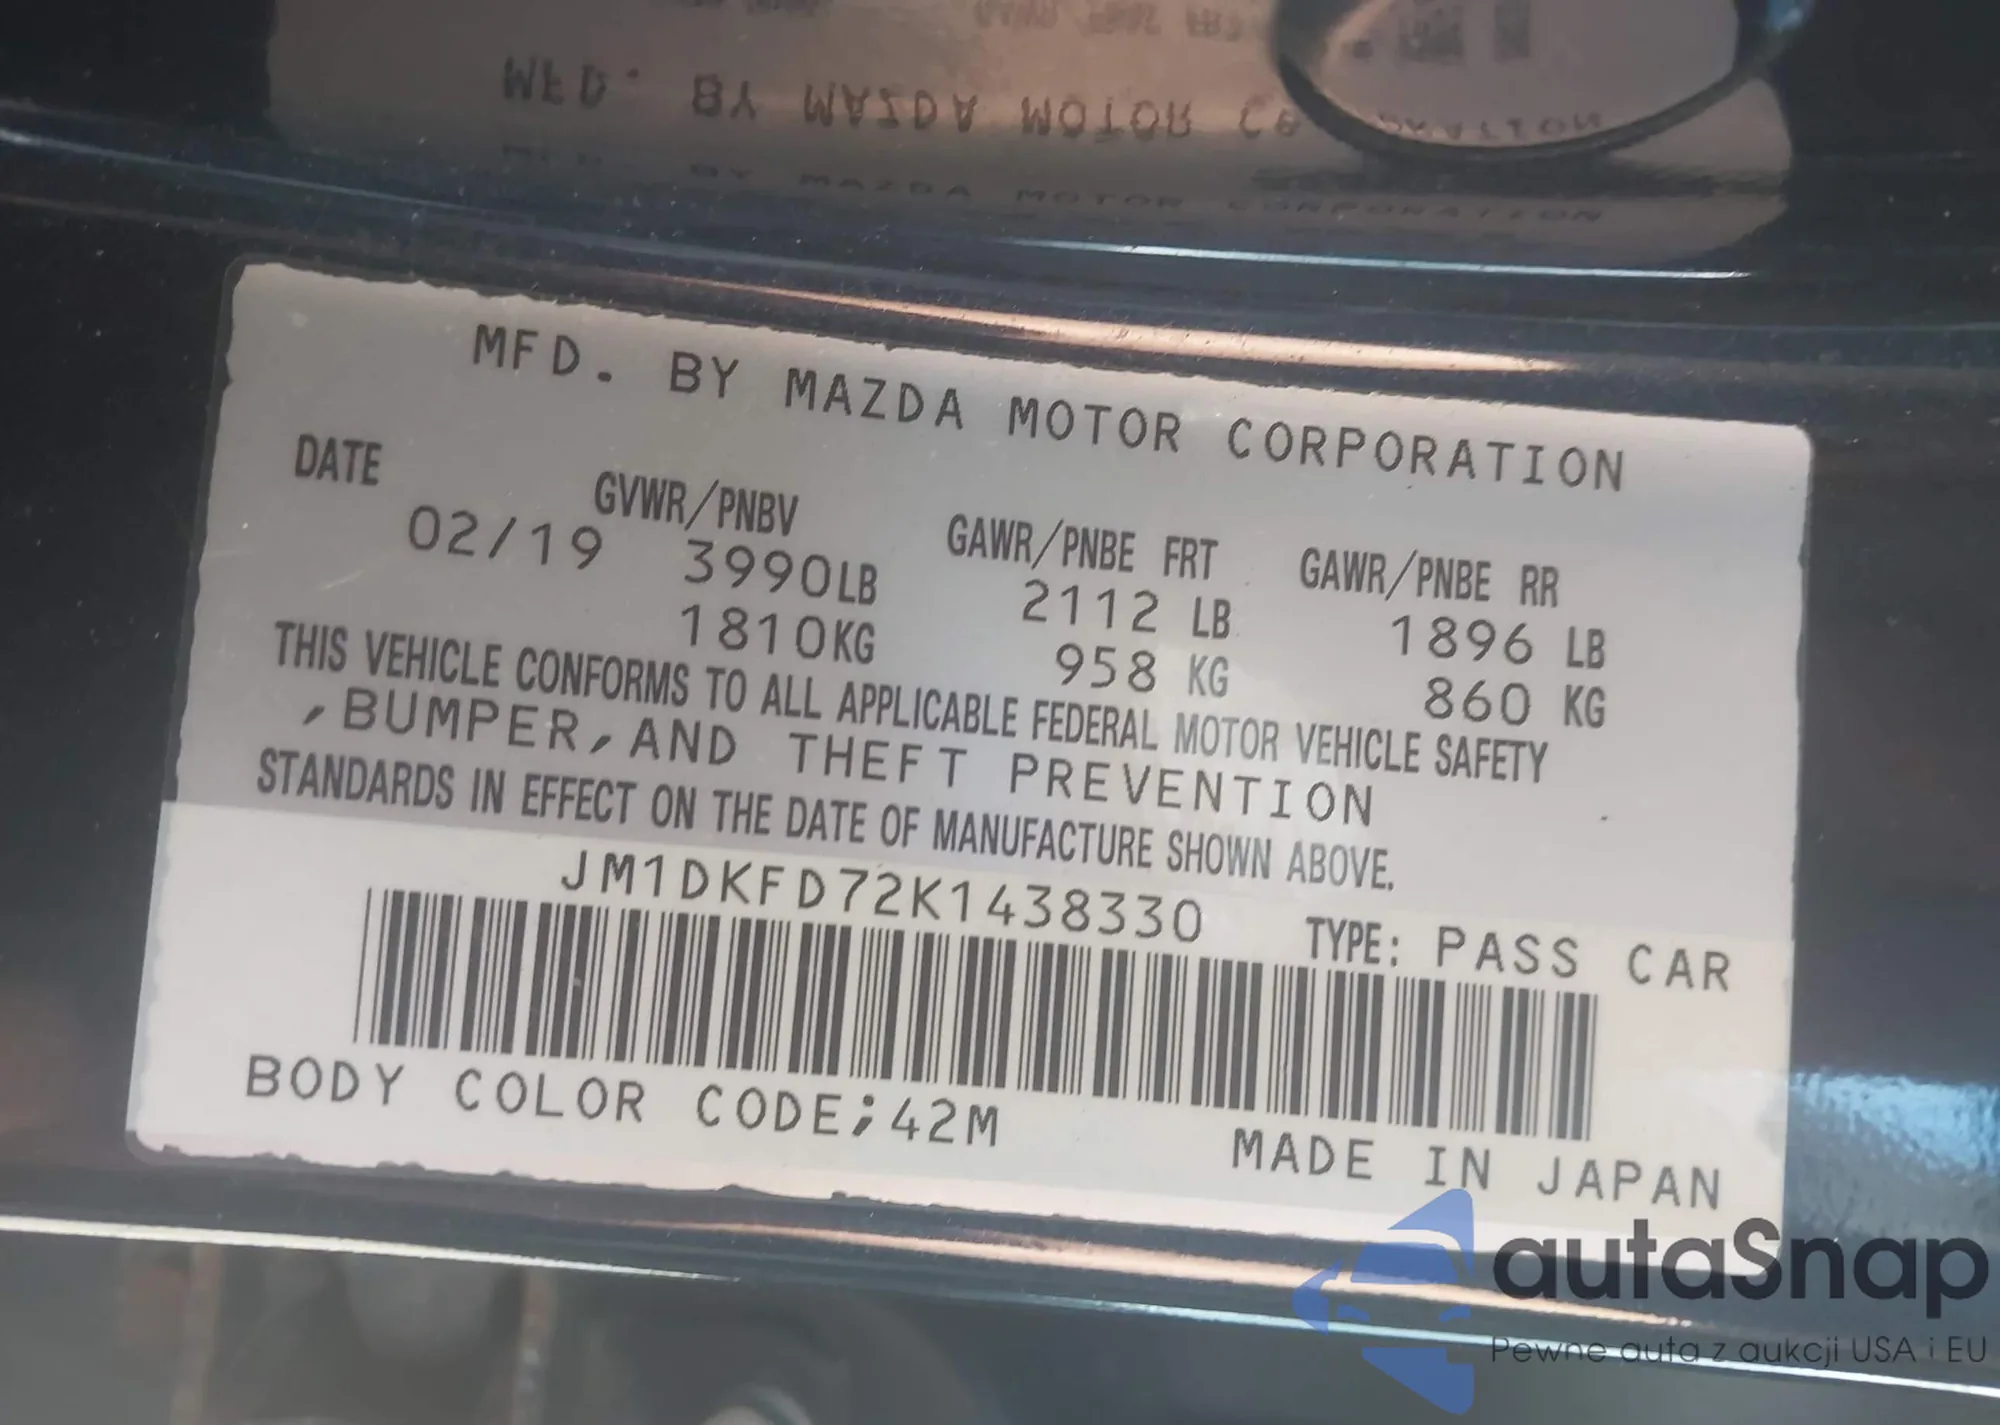 MFD. BY MAZDA MOTOR CORPORATION
DATE GVWR/PNBV GAWR/PNBE FRT GAWR/PNBE RR
02/19 3990LB 2112 LB 1896 LB
1810KG 958 KG 860 KG
THIS VEHICLE CONFORMS TO ALL APPLICABLE FEDERAL MOTOR VEHICLE SAFETY
,BUMPER,AND THEFT PREVENTION
STANDARDS IN EFFECT ON THE DATE OF MANUFACTURE SHOWN ABOVE.
JM1DKFD72K1438330 TYPE: PASS CAR
BODY COLOR CODE;42M
MADE IN JAPAN
autaSnap
Pewne auta z aukcji USA i EU